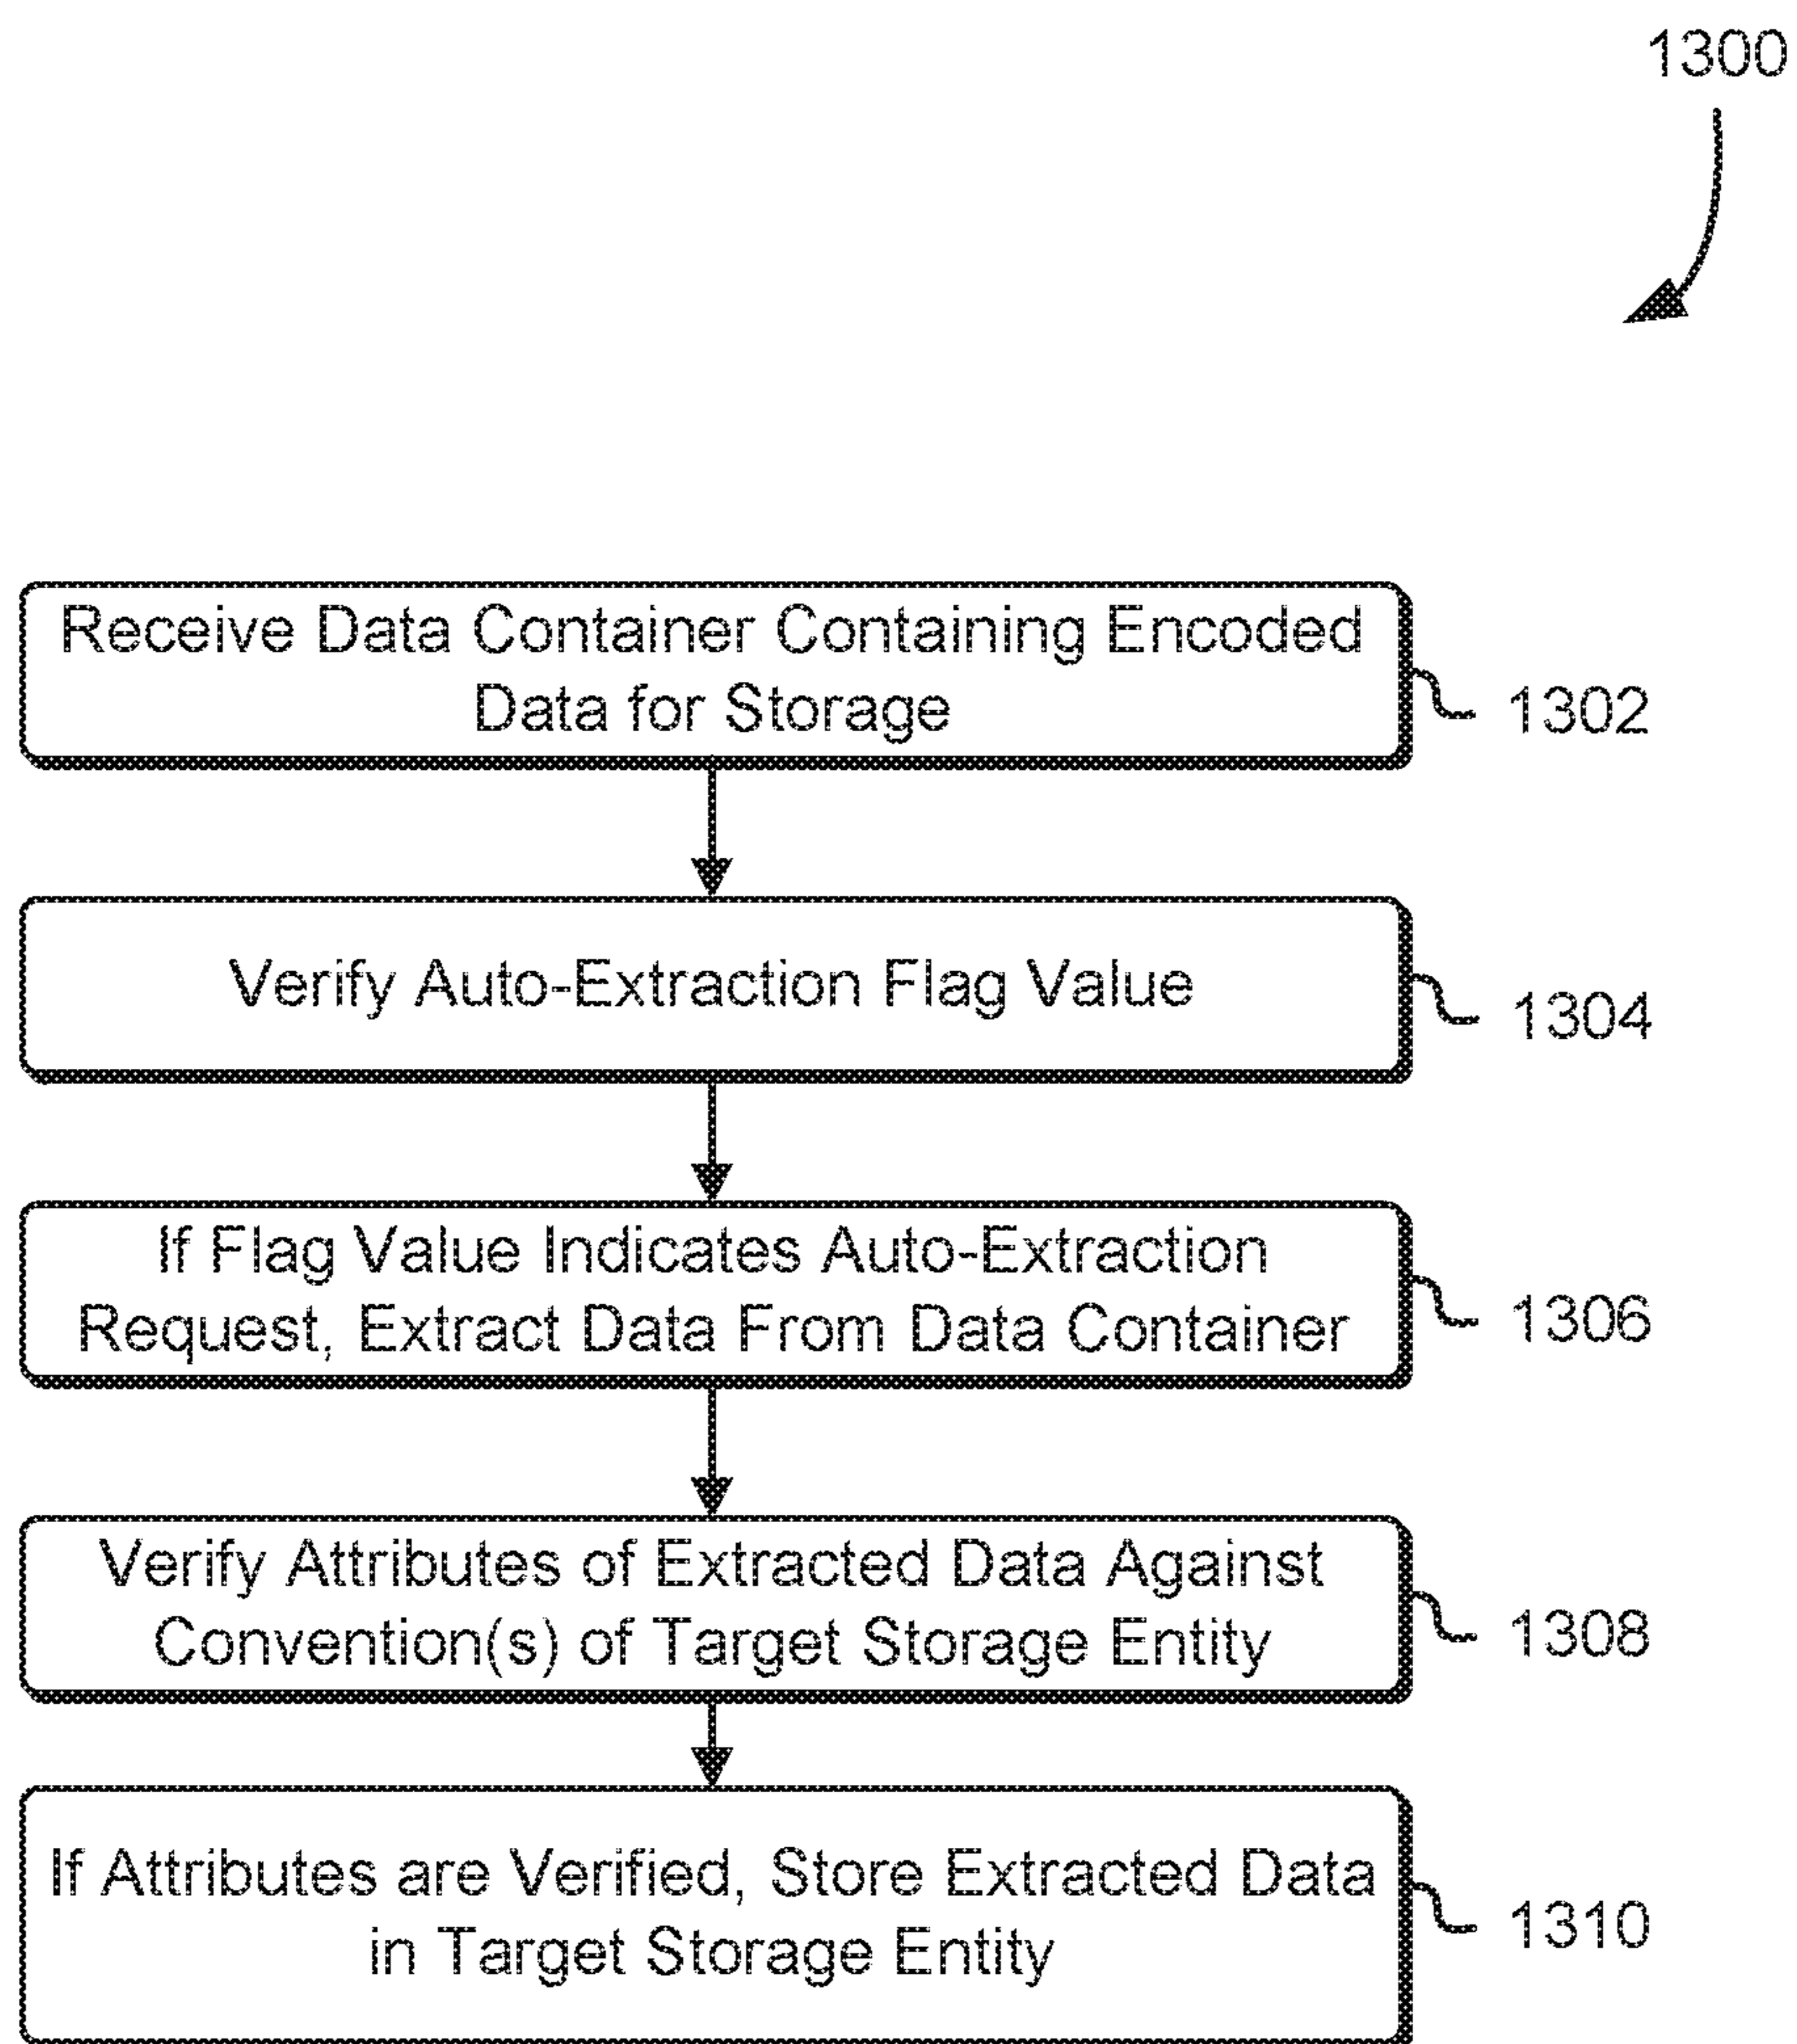 1300
Receive Data Container Containing Encoded
Data for Storage
1302
Verify Auto-Extraction Flag Value
1304
If Flag Value Indicates Auto-Extraction
Request, Extract Data From Data Container
1306
Verify Attributes of Extracted Data Against
Convention(s) of Target Storage Entity
1308
If Attributes are Verified, Store Extracted Data
in Target Storage Entity
1310